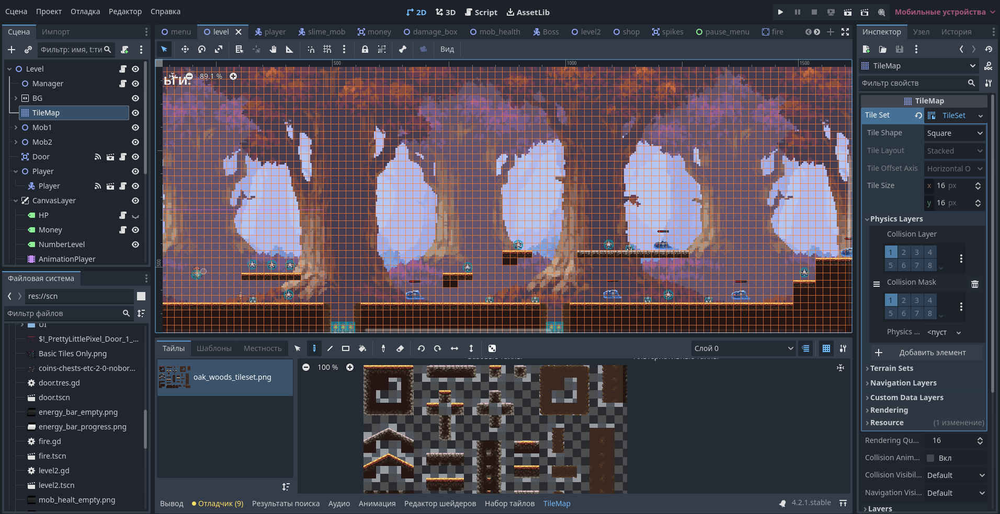 Сцена Проект Отладка Редактор Справка
2D 3D Script AssetLib
Мобильные устройства
Сцена Импорт
Фильтр: имя, t:ти
Level
Manager
BG
TileMap
Mob1
Mob2
Door
Player
Player
CanvasLayer
HP
Money
NumberLevel
AnimationPlayer
Файловая система
res://scn
Фильтр файлов
UI
$!_PrettyLittlePixel_Door_1_...
Basic Tiles Only.png
coins-chests-etc-2-0-nobor...
door.tres.gd
door.tscn
energy_bar_empty.png
energy_bar_progress.png
fire.gd
fire.tscn
level2.gd
level2.tscn
mob_healt_empty.png
menu level player slime_mob money damage_box mob_health Boss level2 shop spikes pause_menu fire
Вид
500 1000 1500
89.1 %
500
Тайлы Шаблоны Местность
Слой 0
oak_woods_tileset.png
100 %
Вывод Отладчик (9) Результаты поиска Аудио Анимация Редактор шейдеров Набор тайлов TileMap
4.2.1.stable
Инспектор Узел История
TileMap
Фильтр свойств
TileMap
Tile Set TileSet
Tile Shape Square
Tile Layout Stacked
Tile Offset Axis Horizontal O
Tile Size x 16 px
y 16 px
Physics Layers
Collision Layer
1 2 3 4
5 6 7 8
Collision Mask
1 2 3 4
5 6 7 8
Physics ... <пуст
Добавить элемент
Terrain Sets
Navigation Layers
Custom Data Layers
Rendering
Resource (1 изменение)
Rendering Qu... 16
Collision Anim... Вкл
Collision Visibil... Default
Navigation Visi... Default
Layers